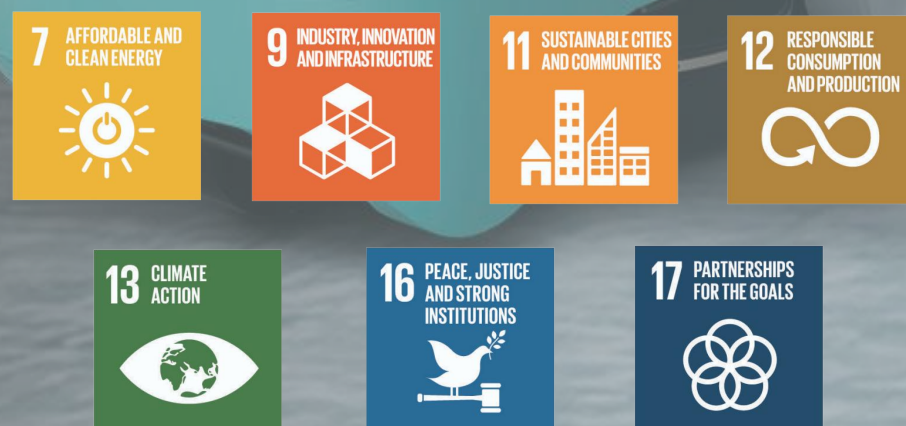 7 AFFORDABLE AND
CLEAN ENERGY
9 INDUSTRY, INNOVATION
AND INFRASTRUCTURE
11 SUSTAINABLE CITIES
AND COMMUNITIES
12 RESPONSIBLE
CONSUMPTION
AND PRODUCTION
13 CLIMATE
ACTION
16 PEACE, JUSTICE
AND STRONG
INSTITUTIONS
17 PARTNERSHIPS
FOR THE GOALS